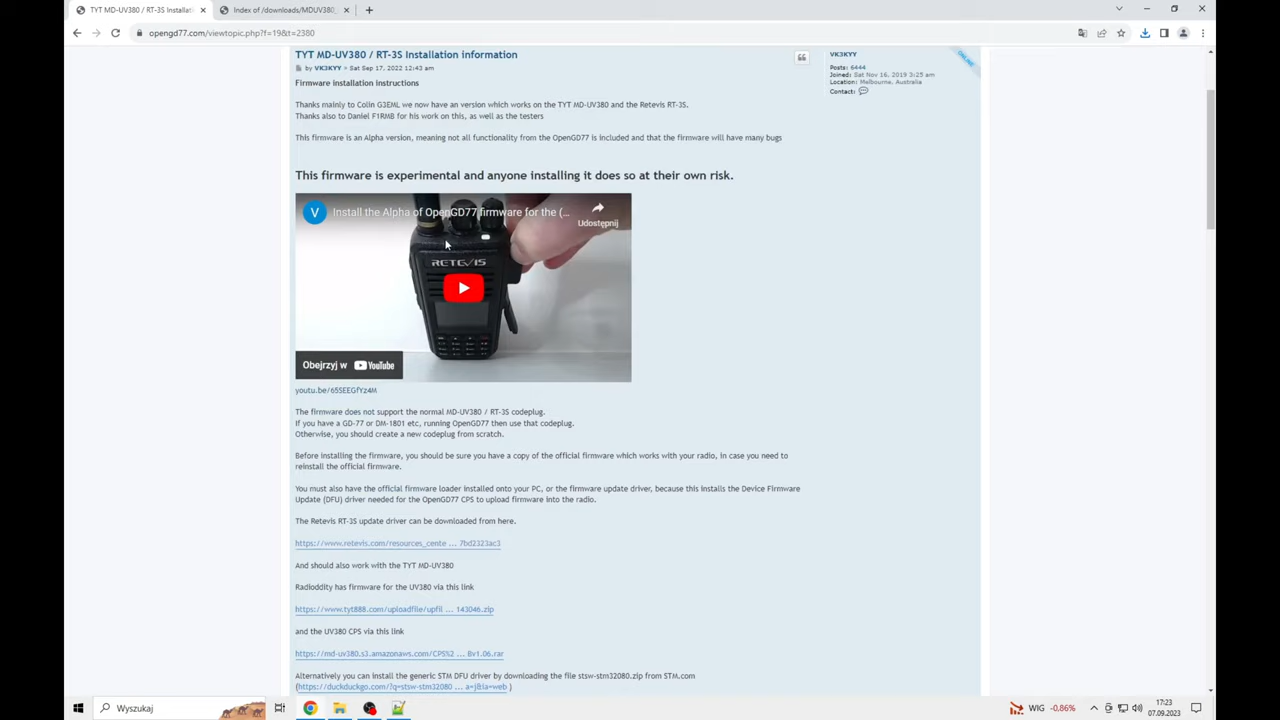 TYT MD-UV380 / RT-3S Installati
Index of /downloads/MDUV380_
opengd77.com/viewtopic.php?f=19&t=2380
TYT MD-UV380 / RT-3S Installation information
by VK3KYY » Sat Sep 17, 2022 12:43 am
Firmware installation instructions
Thanks mainly to Colin G3EML we now have an version which works on the TYT MD-UV380 and the Retevis RT-3S.
Thanks also to Daniel F1RMB for his work on this, as well as the testers
This firmware is an Alpha version, meaning not all functionality from the OpenGD77 is included and that the firmware will have many bugs
This firmware is experimental and anyone installing it does so at their own risk.
V
Install the Alpha of OpenGD77 firmware for the (...
Udostępnij
RETEVIS
Obejrzyj w YouTube
youtu.be/65SEEGfYz4M
The firmware does not support the normal MD-UV380 / RT-3S codeplug.
If you have a GD-77 or DM-1801 etc, running OpenGD77 then use that codeplug.
Otherwise, you should create a new codeplug from scratch.
Before installing the firmware, you should be sure you have a copy of the official firmware which works with your radio, in case you need to
reinstall the official firmware.
You must also have the official firmware loader installed onto your PC, or the firmware update driver, because this installs the Device Firmware
Update (DFU) driver needed for the OpenGD77 CPS to upload firmware into the radio.
The Retevis RT-3S update driver can be downloaded from here.
https://www.retevis.com/resources_cente ... 7bd2323ac3
And should also work with the TYT MD-UV380
Radioddity has firmware for the UV380 via this link
https://www.tyt888.com/uploadfile/upfil ... 143046.zip
and the UV380 CPS via this link
https://md-uv380.s3.amazonaws.com/CPS%2 ... 8v1.06.rar
Alternatively you can install the generic STM DFU driver by downloading the file stsw-stm32080.zip from STM.com
(https://duckduckgo.com/?q=stsw-stm32080 ... a=j&ia=web )
VK3KYY
Posts: 6444
Joined: Sat Nov 16, 2019 3:25 am
Location: Melbourne, Australia
Contact:
ONLINE
Wyszukaj
WIG -0.86%
17:23
07.09.2023